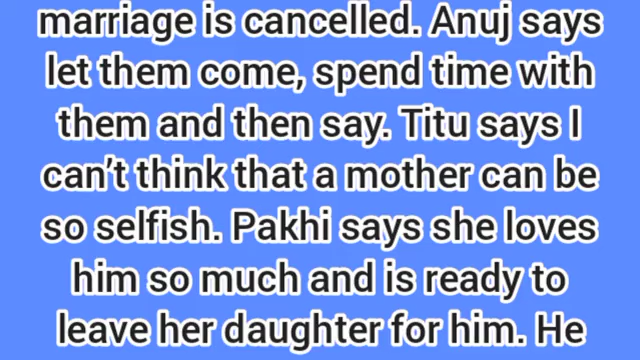 marriage is cancelled. Anuj says
let them come, spend time with
them and then say. Titu says I
can’t think that a mother can be
so selfish. Pakhi says she loves
him so much and is ready to
leave her daughter for him. He